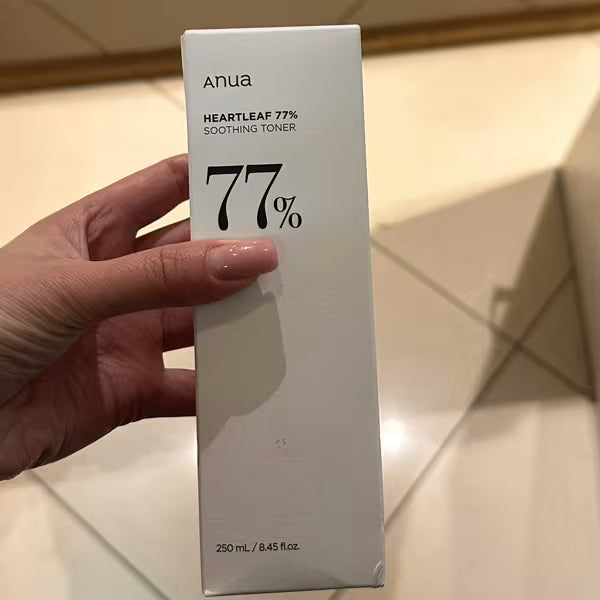 Anua
HEARTLEAF 77%
SOOTHING TONER
77%
250 mL / 8.45 fl.oz.